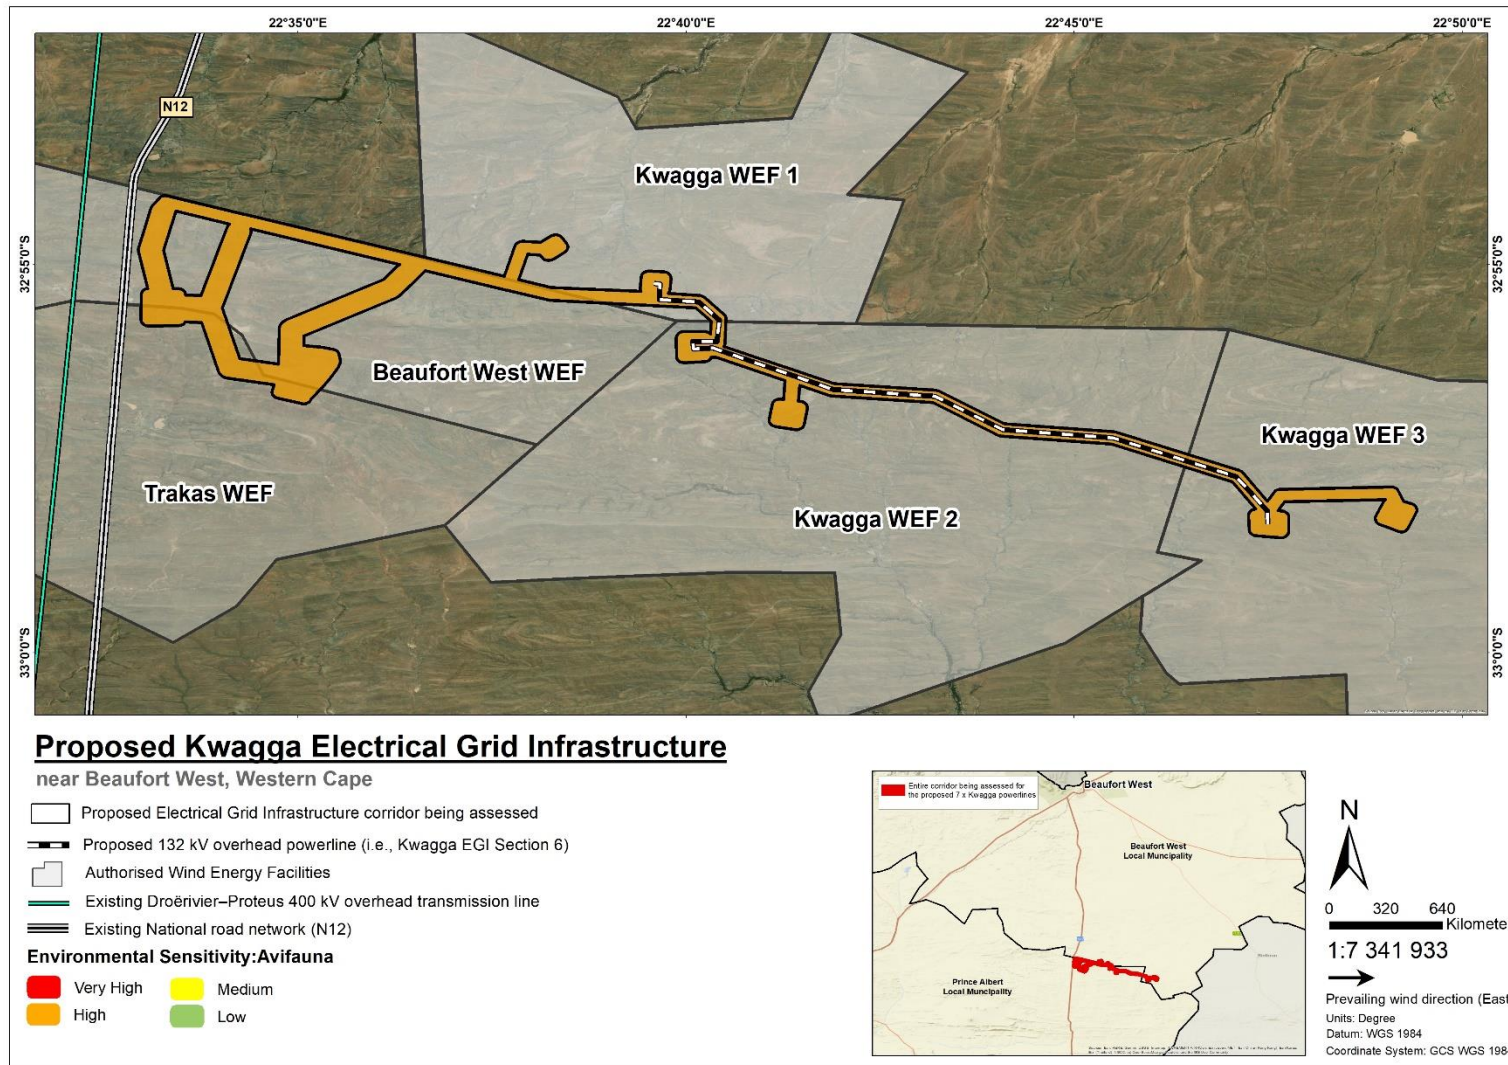 22°35'0"E
22°40'0"E
22°45'0"E
22°50'0"E
N12
Kwagga WEF 1
32°55'0"S
32°55'0"S
Beaufort West WEF
Kwagga WEF 3
Trakas WEF
Kwagga WEF 2
33°0'0"S
33°0'0"S
Proposed Kwagga Electrical Grid Infrastructure
near Beaufort West, Western Cape
Proposed Electrical Grid Infrastructure corridor being assessed
Proposed 132 kV overhead powerline (i.e., Kwagga EGI Section 6)
Authorised Wind Energy Facilities
Existing Droërivier–Proteus 400 kV overhead transmission line
Existing National road network (N12)
Environmental Sensitivity:Avifauna
Very High
Medium
High
Low
Entire corridor being assessed for
the proposed 7 x Kwagga powerlines
Beaufort West
Beaufort West
Local Muncipality
Prince Albert
Local Muncipality
N
0 320 640
Kilomete
1:7 341 933
Prevailing wind direction (East
Units: Degree
Datum: WGS 1984
Coordinate System: GCS WGS 198